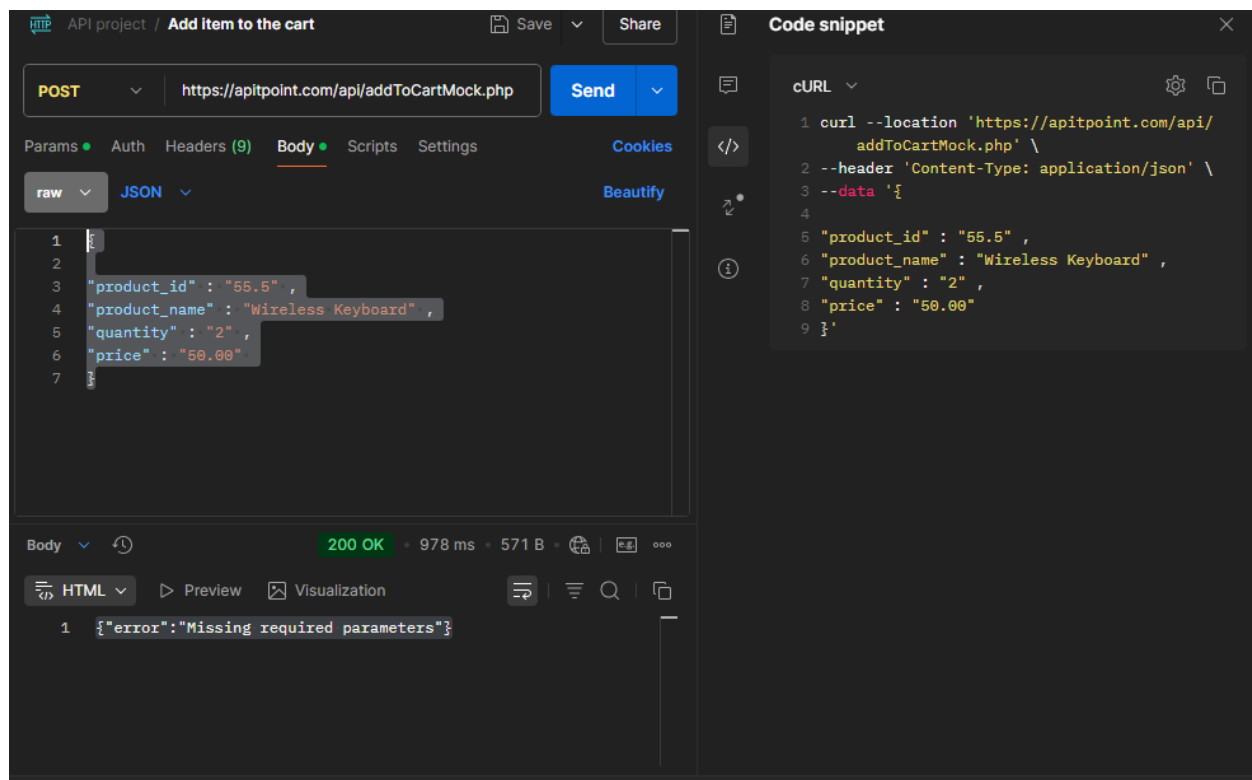 HTTP API project / Add item to the cart Save Share
POST https://apitpoint.com/api/addToCartMock.php Send
Params Auth Headers (9) Body Scripts Settings Cookies
raw JSON Beautify
1 {
2
3 "product_id" : "55.5" ,
4 "product_name" : "Wireless Keyboard" ,
5 "quantity" : "2" ,
6 "price" : "50.00"
7 }
Body 200 OK 978 ms 571 B e.g.
HTML Preview Visualization
1 {"error":"Missing required parameters"}
Code snippet
cURL
1 curl --location 'https://apitpoint.com/api/
addToCartMock.php' \
2 --header 'Content-Type: application/json' \
3 --data '{
4
5 "product_id" : "55.5" ,
6 "product_name" : "Wireless Keyboard" ,
7 "quantity" : "2" ,
8 "price" : "50.00"
9 }'